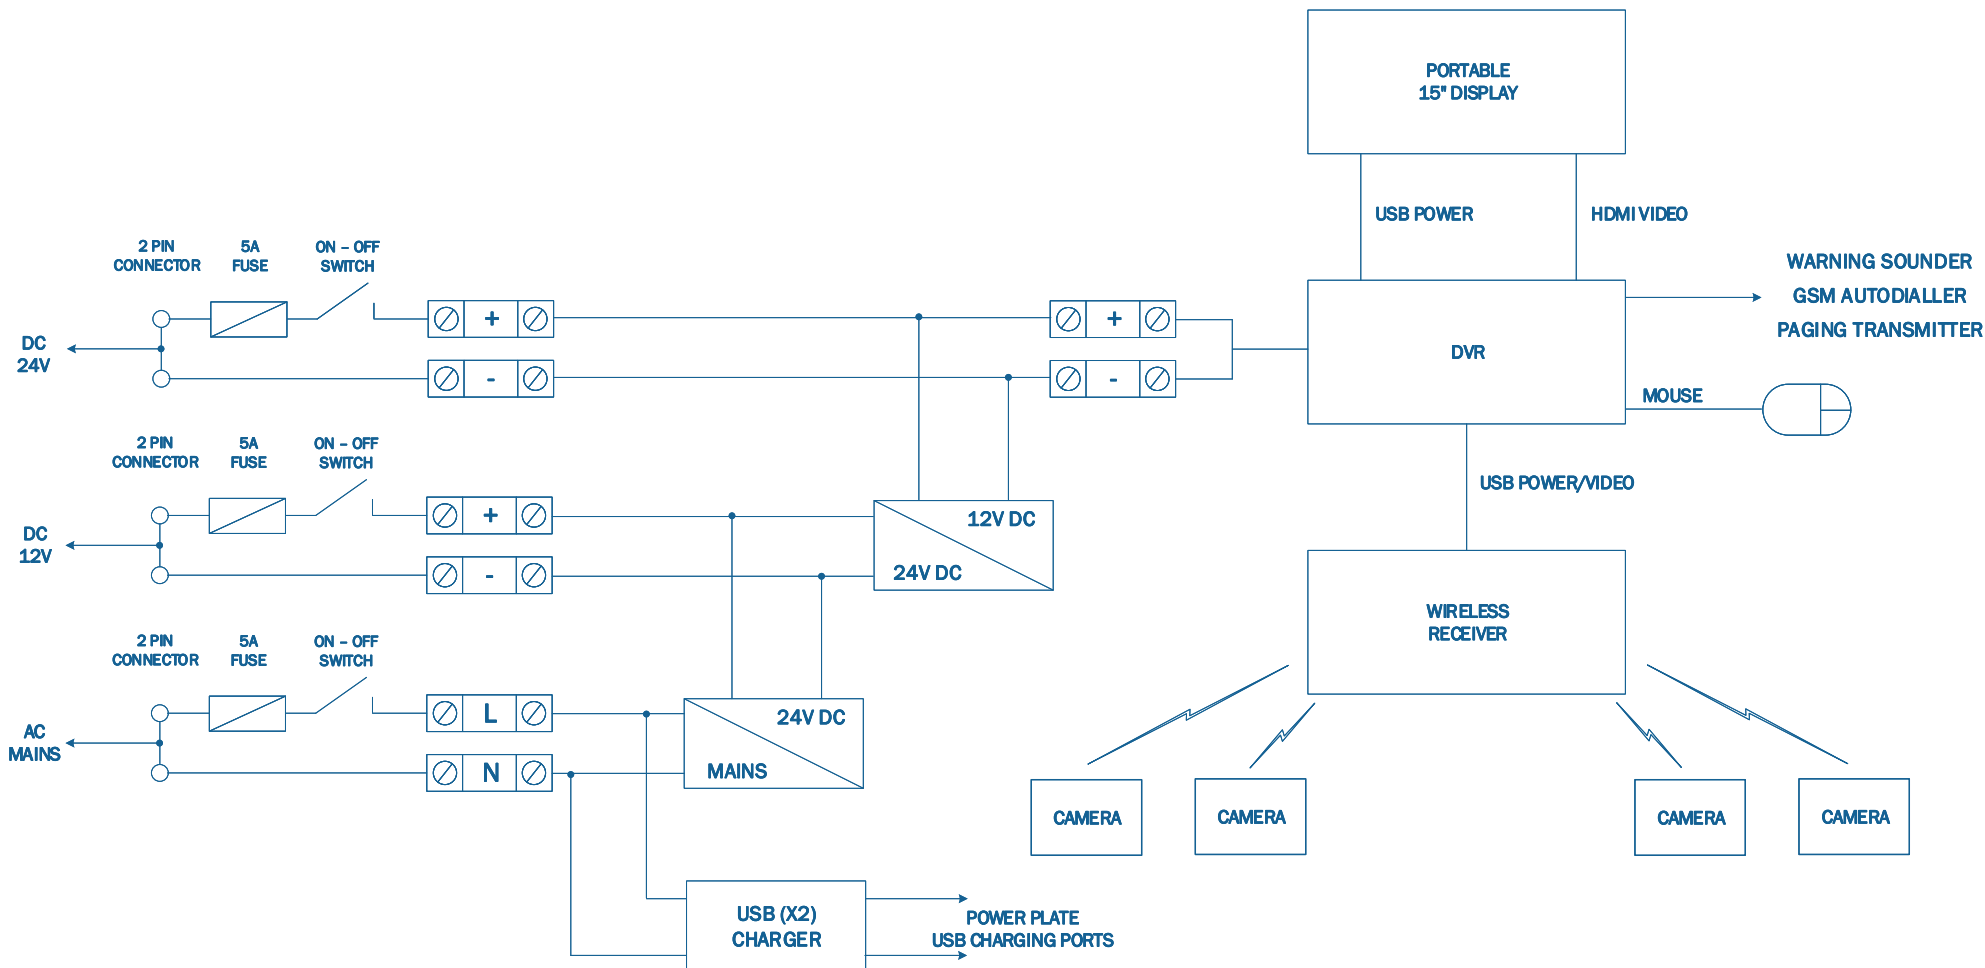 PORTABLE
15" DISPLAY
USB POWER
HDMI VIDEO
2 PIN
CONNECTOR
5A
FUSE
ON – OFF
SWITCH
WARNING SOUNDER
GSM AUTODIALLER
PAGING TRANSMITTER
DC
24V
+
-
+
-
DVR
MOUSE
2 PIN
CONNECTOR
5A
FUSE
ON – OFF
SWITCH
USB POWER/VIDEO
DC
12V
+
-
12V DC
24V DC
WIRELESS
RECEIVER
2 PIN
CONNECTOR
5A
FUSE
ON – OFF
SWITCH
AC
MAINS
L
N
24V DC
MAINS
CAMERA
CAMERA
CAMERA
CAMERA
USB (X2)
CHARGER
POWER PLATE
USB CHARGING PORTS